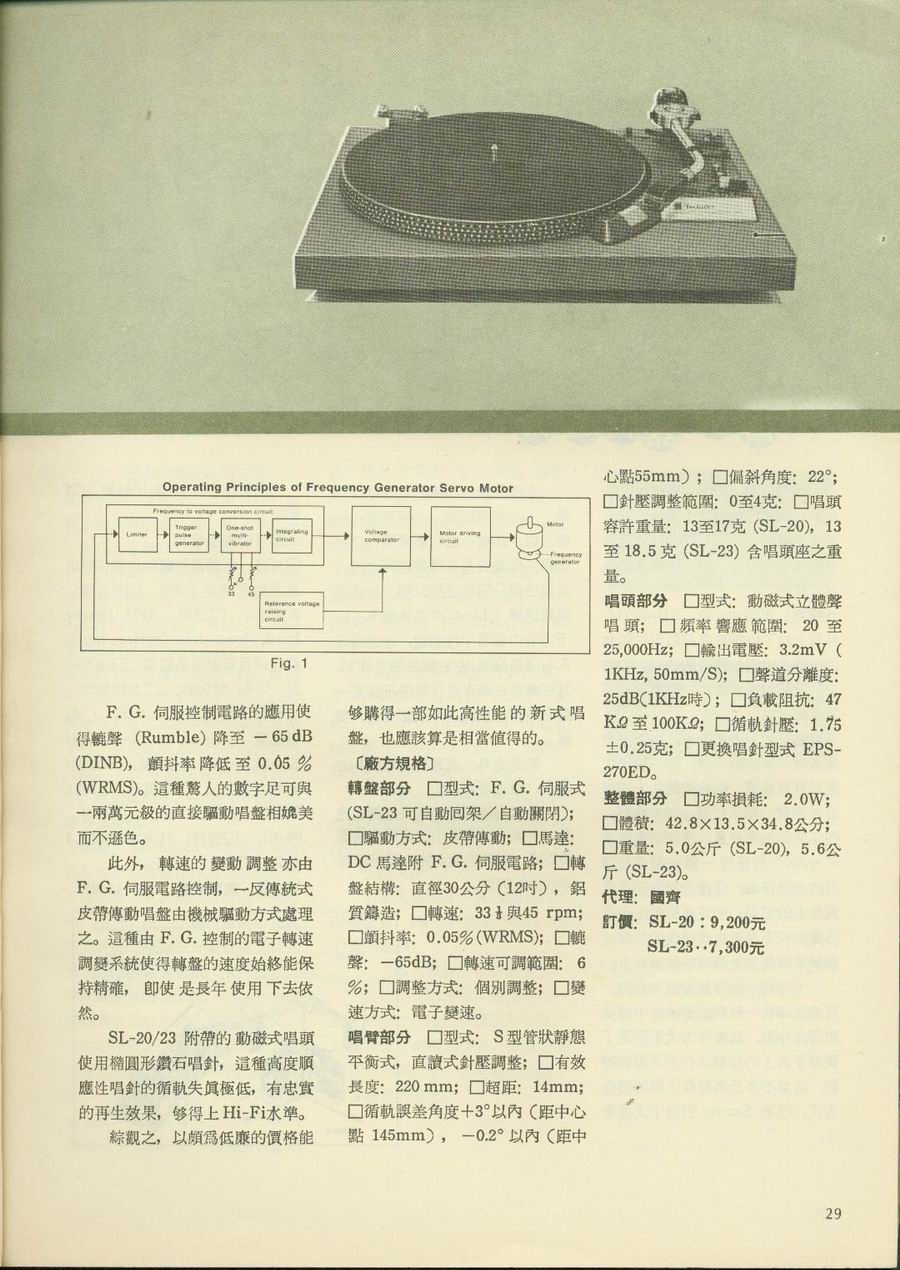 Technics
Operating Principles of Frequency Generator Servo Motor
Frequency to voltage conversion circuit
Limiter
Trigger
pulse
generator
One-shot
multi-
vibrator
Integraling
circuit
Voltage
comparator
Motor driving
circuit
Motor
Frequency
generator
33 45
Reference voltage
raising
circuit
Fig. 1
F. G. 伺服控制電路的應用使
得轆聲 (Rumble) 降至 －65 dB
(DINB), 顫抖率降低至 0.05 %
(WRMS)。這種驚人的數字足可與
一兩萬元級的直接驅動唱盤相媲美
而不遜色。
此外, 轉速的變動調整亦由
F. G. 伺服電路控制, 一反傳統式
皮帶傳動唱盤由機械驅動方式處理
之。這種由 F. G. 控制的電子轉速
調變系統使得轉盤的速度始終能保
持精確, 卽使是長年使用下去依
然。
SL-20/23 附帶的動磁式唱頭
使用橢圓形鑽石唱針, 這種高度順
應性唱針的循軌失眞極低, 有忠實
的再生效果, 够得上 Hi-Fi水準。
綜觀之, 以頗爲低廉的價格能
够購得一部如此高性能的新式唱
盤, 也應該算是相當值得的。
〔廠方規格〕
轉盤部分 □型式: F. G. 伺服式
(SL-23 可自動回架／自動關閉);
□驅動方式: 皮帶傳動; □馬達:
DC 馬達附 F. G. 伺服電路; □轉
盤結構: 直徑30公分 (12吋) , 鋁
質鑄造; □轉速: 33⅓與45 rpm;
□顫抖率: 0.05%(WRMS); □轆
聲: －65dB; □轉速可調範圍: 6
%; □調整方式: 個別調整; □變
速方式: 電子變速。
唱臂部分 □型式: S型管狀靜態
平衡式, 直讀式針壓調整; □有效
長度: 220 mm; □超距: 14mm;
□循軌誤差角度＋3°以內 (距中心
點 145mm) , －0.2° 以內 (距中
心點55mm) ; □偏斜角度: 22°;
□針壓調整範圍: 0至4克: □唱頭
容許重量: 13至17克 (SL-20), 13
至 18.5 克 (SL-23) 含唱頭座之重
量。
唱頭部分 □型式: 動磁式立體聲
唱頭; □頻率響應範圍: 20 至
25,000Hz; □輸出電壓: 3.2mV (
1KHz, 50mm/S); □聲道分離度:
25dB(1KHz時) ; □負載阻抗: 47
KΩ 至 100KΩ; □循軌針壓: 1.75
±0.25克; □更換唱針型式 EPS-
270ED。
整體部分 □功率損耗: 2.0W;
□體積: 42.8×13.5×34.8公分;
□重量: 5.0公斤 (SL-20), 5.6公
斤 (SL-23)。
代理: 國齊
訂價: SL-20：9,200元
SL-23‥7,300元
29